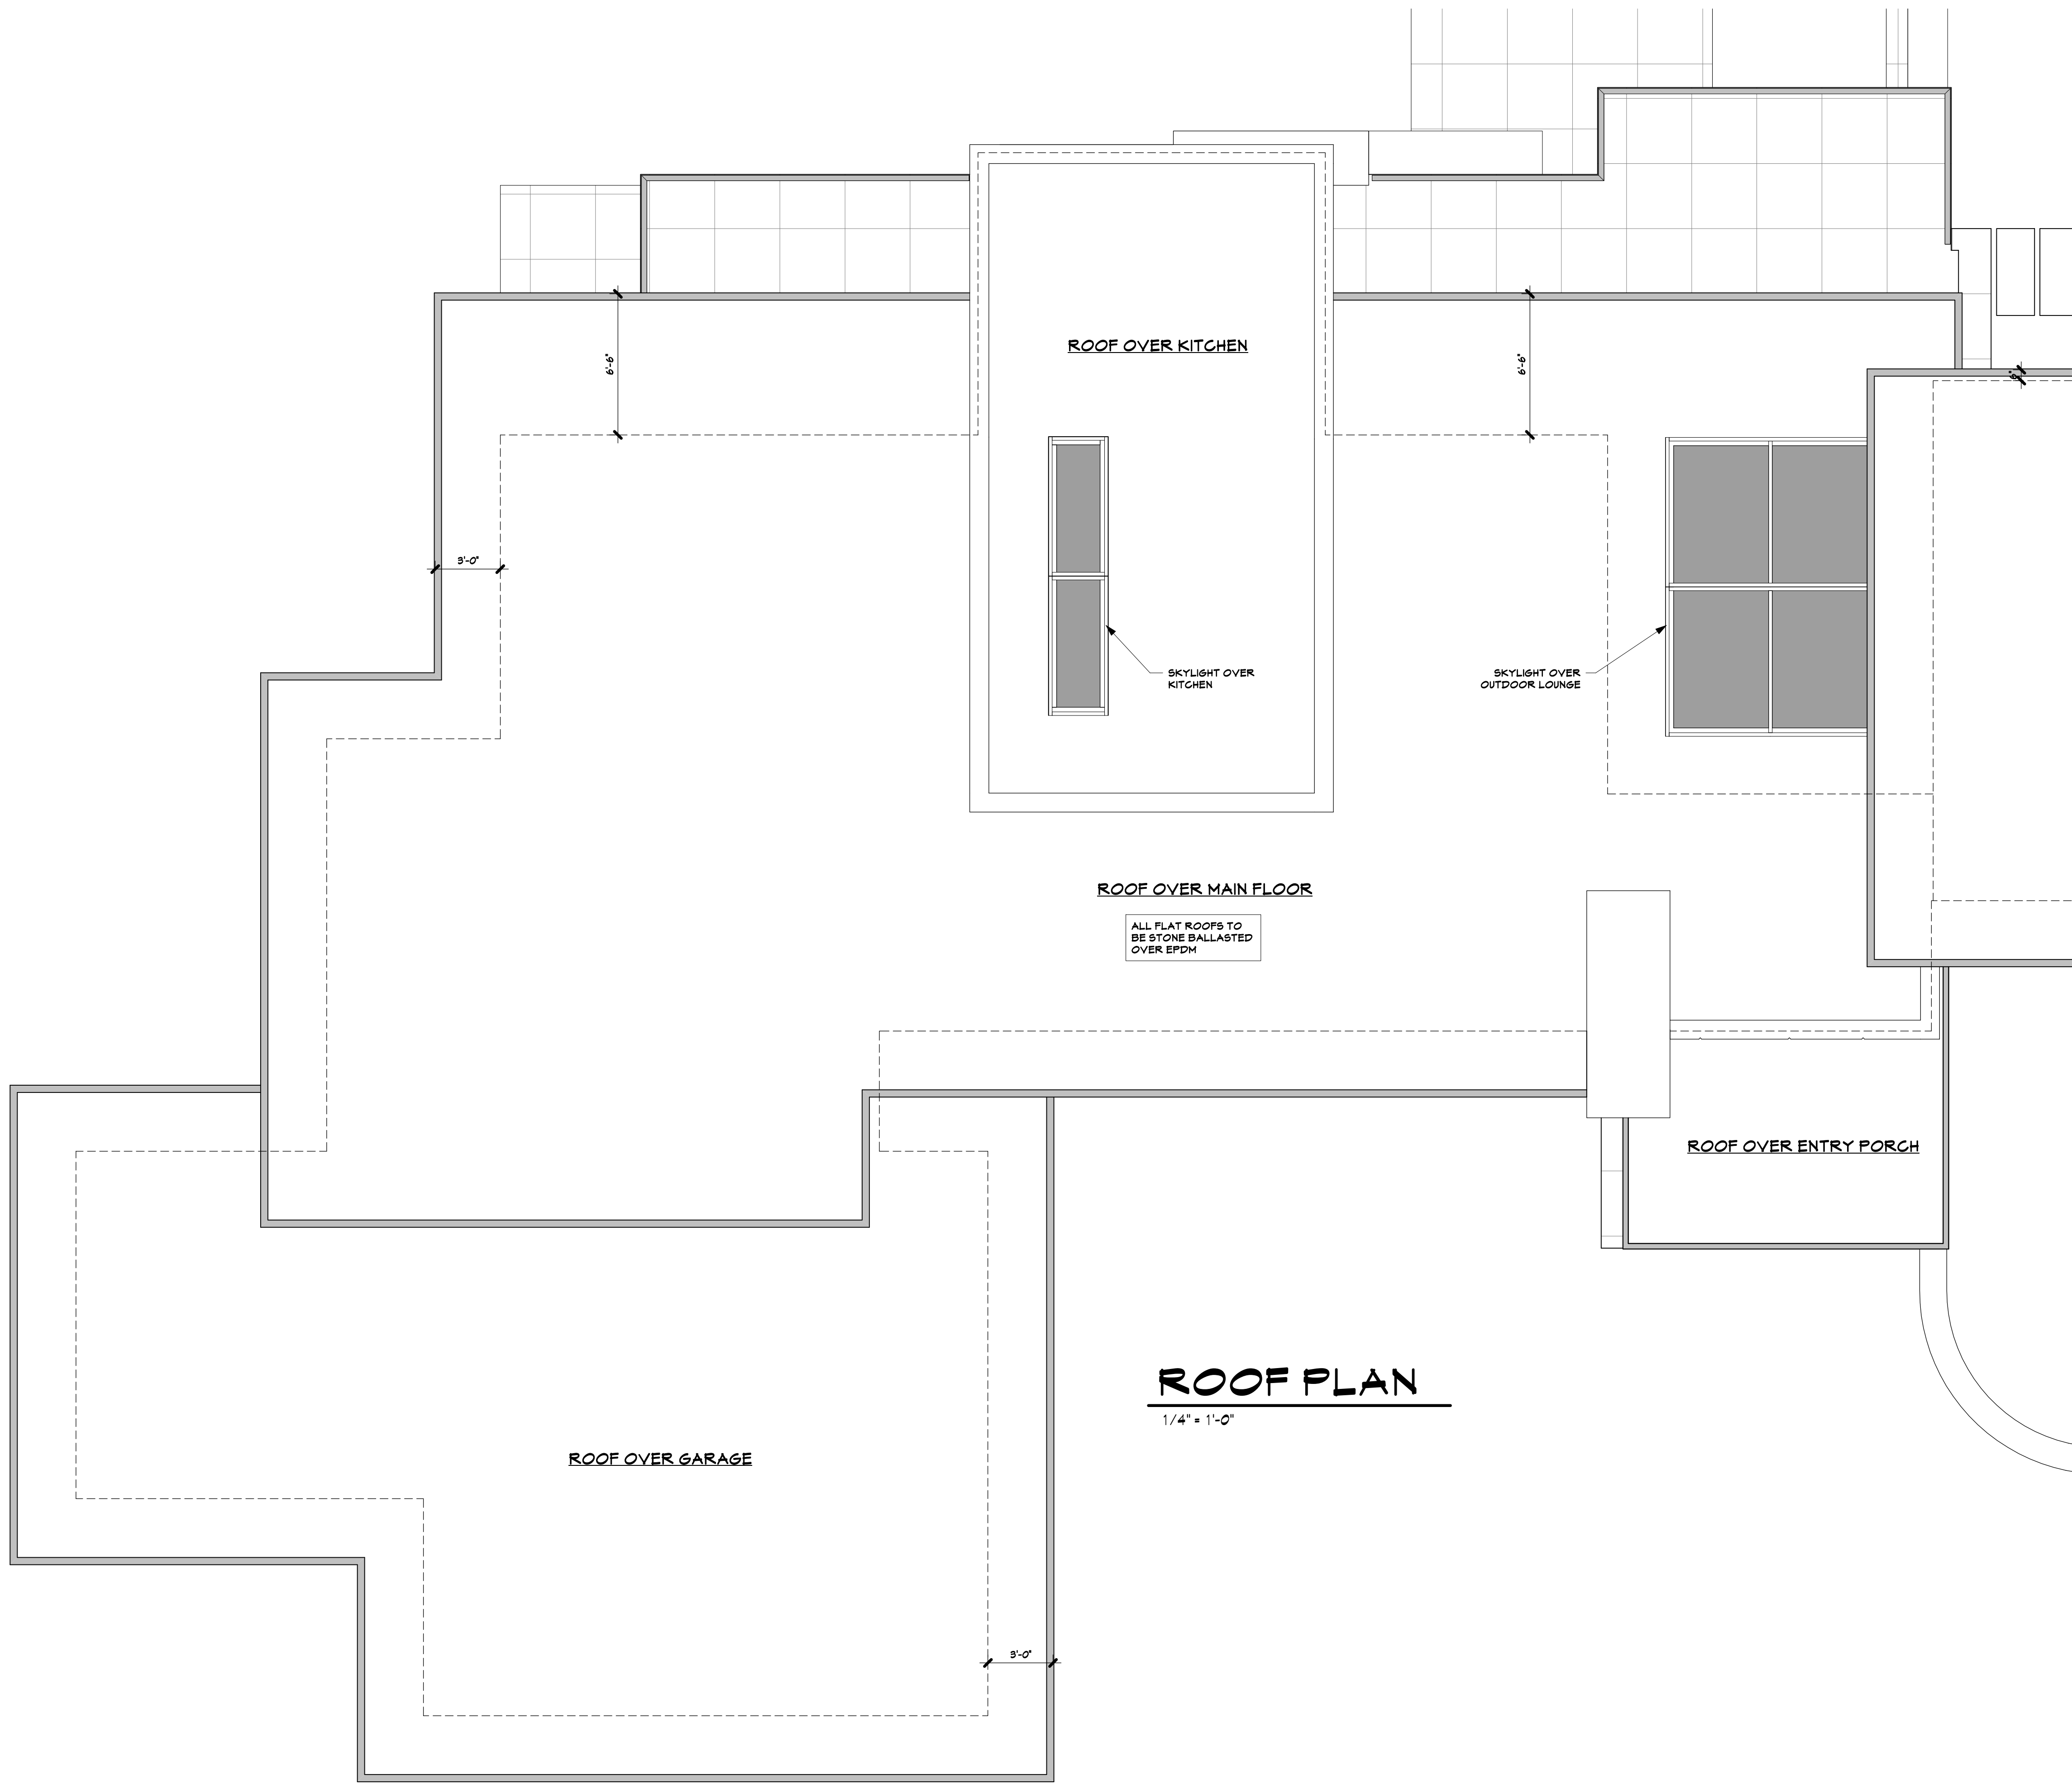 ROOF OVER KITCHEN
6'-6"
6'-6"
6"
3'-0"
SKYLIGHT OVER
KITCHEN
SKYLIGHT OVER
OUTDOOR LOUNGE
ROOF OVER MAIN FLOOR
ALL FLAT ROOFS TO
BE STONE BALLASTED
OVER EPDM
ROOF OVER ENTRY PORCH
ROOF PLAN
1/4" = 1'-0"
ROOF OVER GARAGE
3'-0"